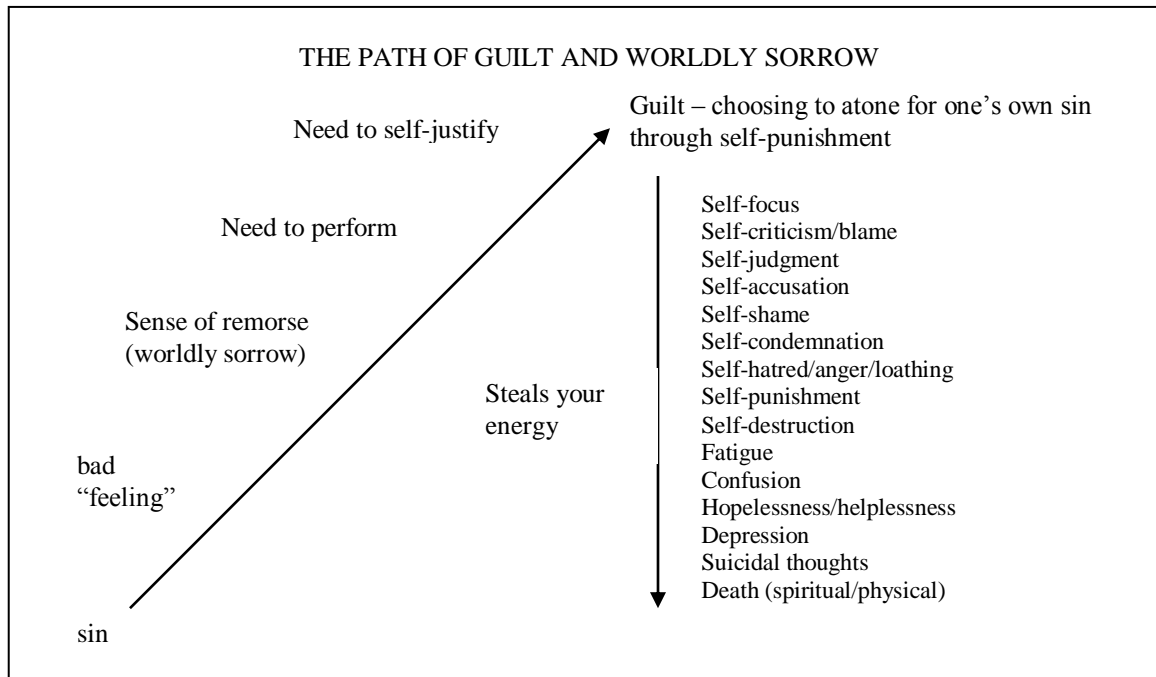 THE PATH OF GUILT AND WORLDLY SORROW
Guilt – choosing to atone for one’s own sin
through self-punishment
Need to self-justify
Need to perform
Sense of remorse
(worldly sorrow)
bad
“feeling”
sin
Steals your
energy
Self-focus
Self-criticism/blame
Self-judgment
Self-accusation
Self-shame
Self-condemnation
Self-hatred/anger/loathing
Self-punishment
Self-destruction
Fatigue
Confusion
Hopelessness/helplessness
Depression
Suicidal thoughts
Death (spiritual/physical)